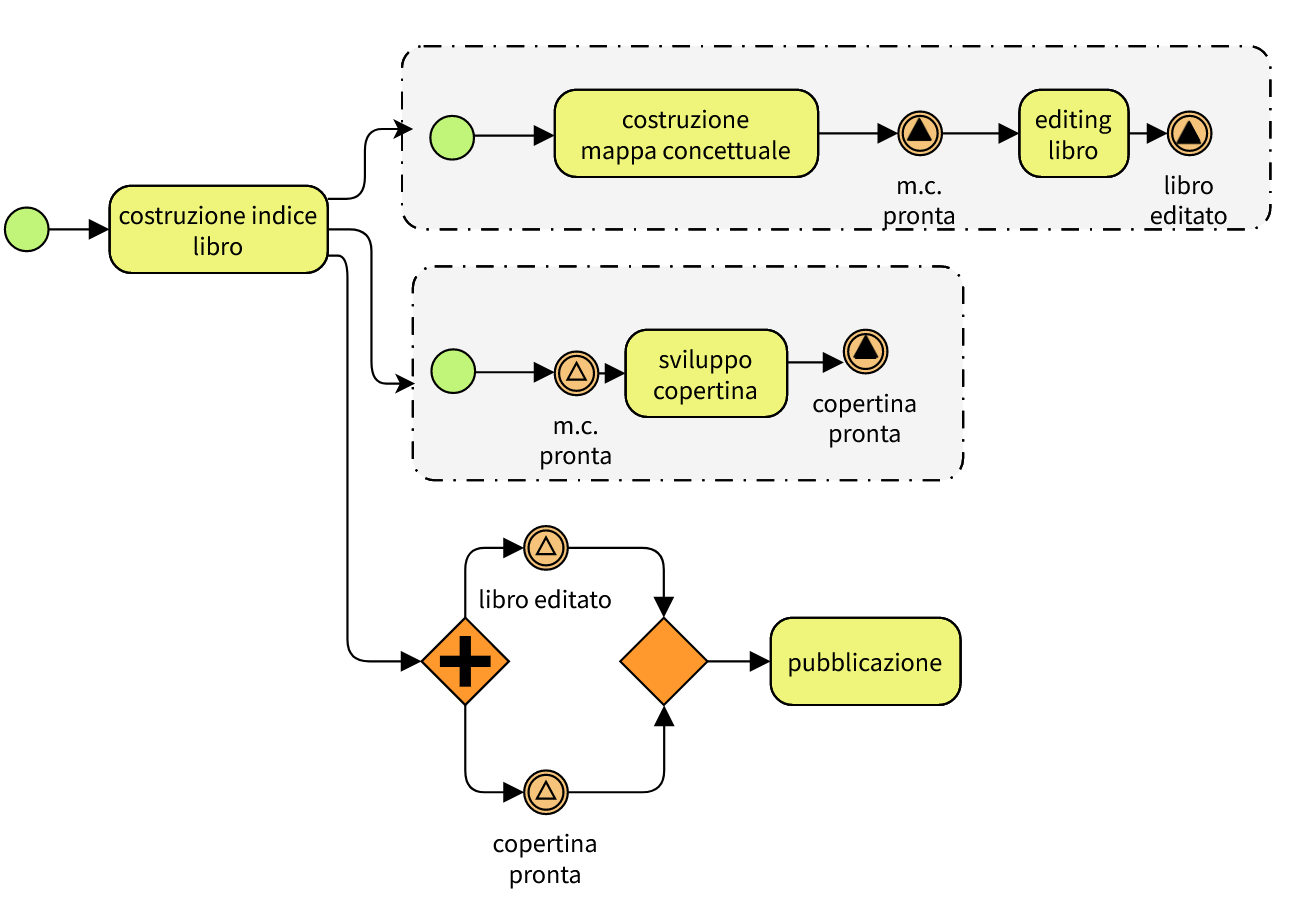 costruzione
mappa concettuale
m.c.
pronta
editing
libro
libro
editato
costruzione indice
libro
m.c.
pronta
sviluppo
copertina
copertina
pronta
libro editato
copertina
pronta
pubblicazione